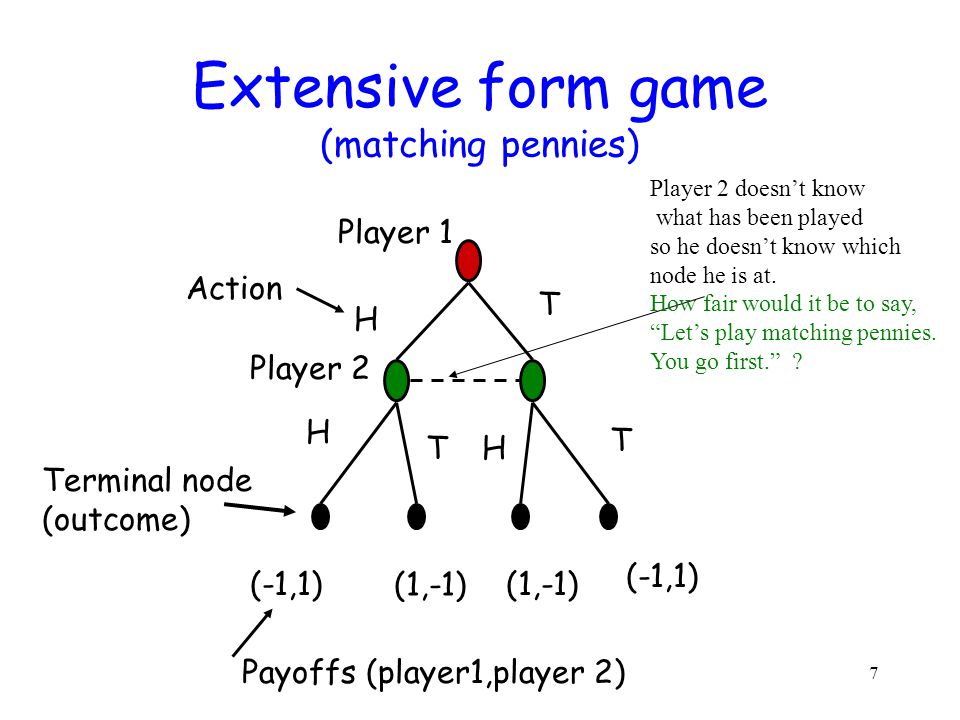 Extensive form game
(matching pennies)
Player 2 doesn’t know
what has been played
so he doesn’t know which
node he is at.
How fair would it be to say,
“Let’s play matching pennies.
You go first.” ?
Player 1
Action
H
T
Player 2
H
T
H
T
Terminal node
(outcome)
(-1,1)
(1,-1)
(1,-1)
(-1,1)
Payoffs (player1,player 2)
7